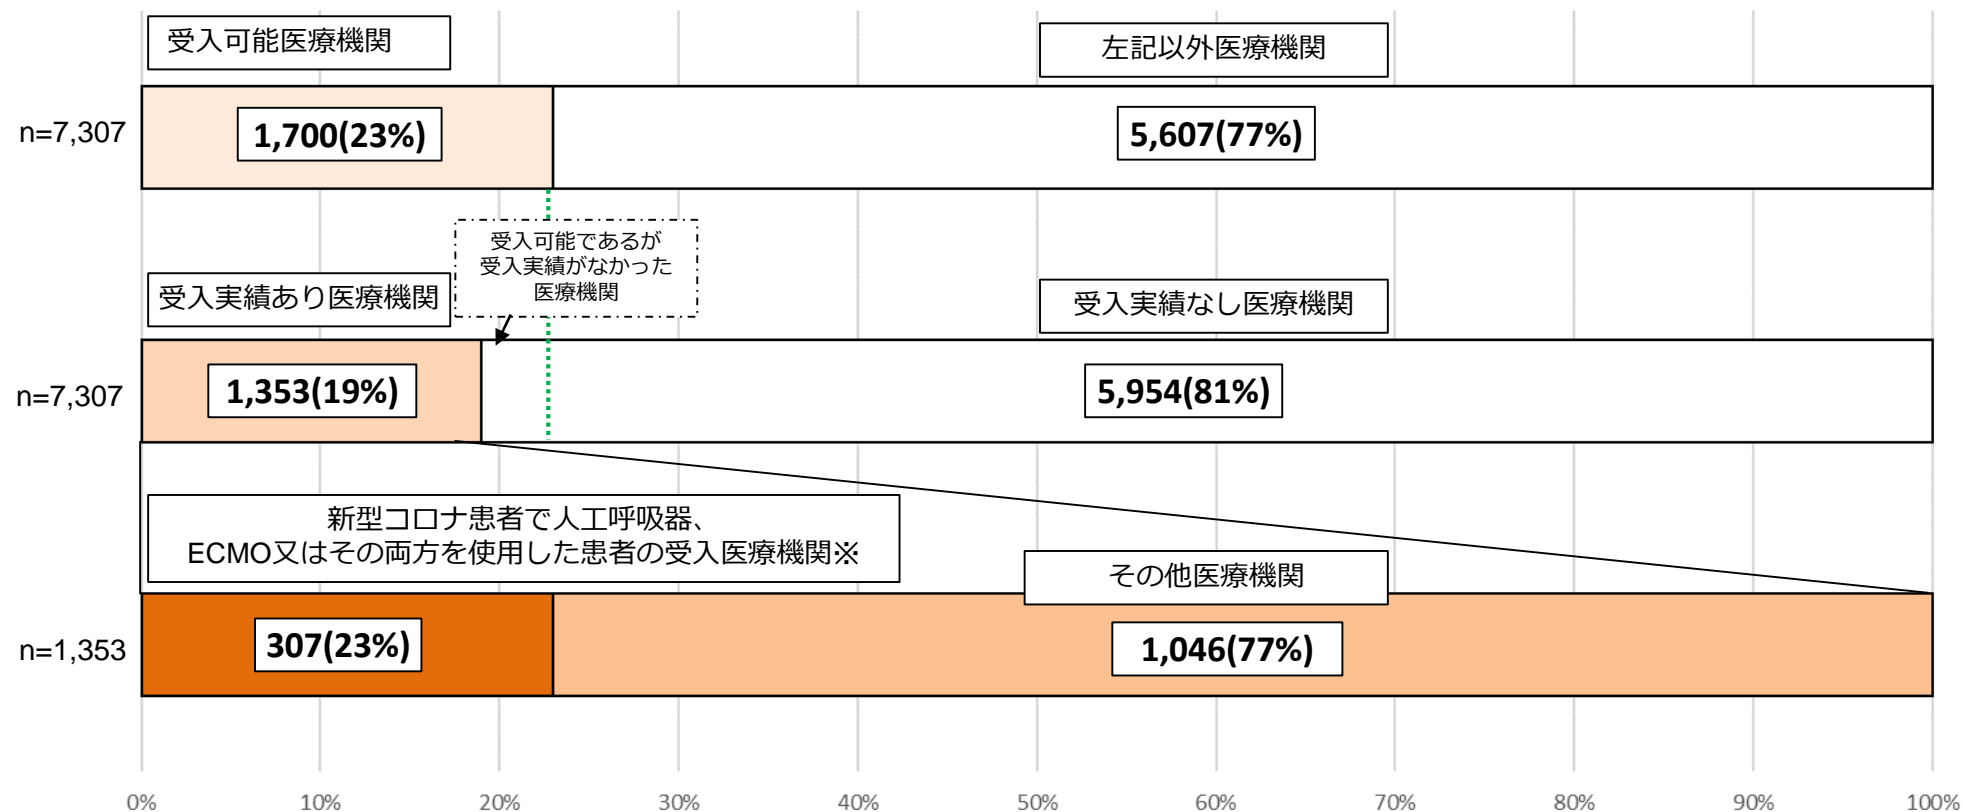 受入可能医療機関
左記以外医療機関
n=7,307
1,700(23%)
5,607(77%)
受入可能であるが
受入実績がなかった
医療機関
受入実績あり医療機関
受入実績なし医療機関
n=7,307
1,353(19%)
5,954(81%)
新型コロナ患者で人工呼吸器、
ECMO又はその両方を使用した患者の受入医療機関※
その他医療機関
n=1,353
307(23%)
1,046(77%)
0% 10% 20% 30% 40% 50% 60% 70% 80% 90% 100%